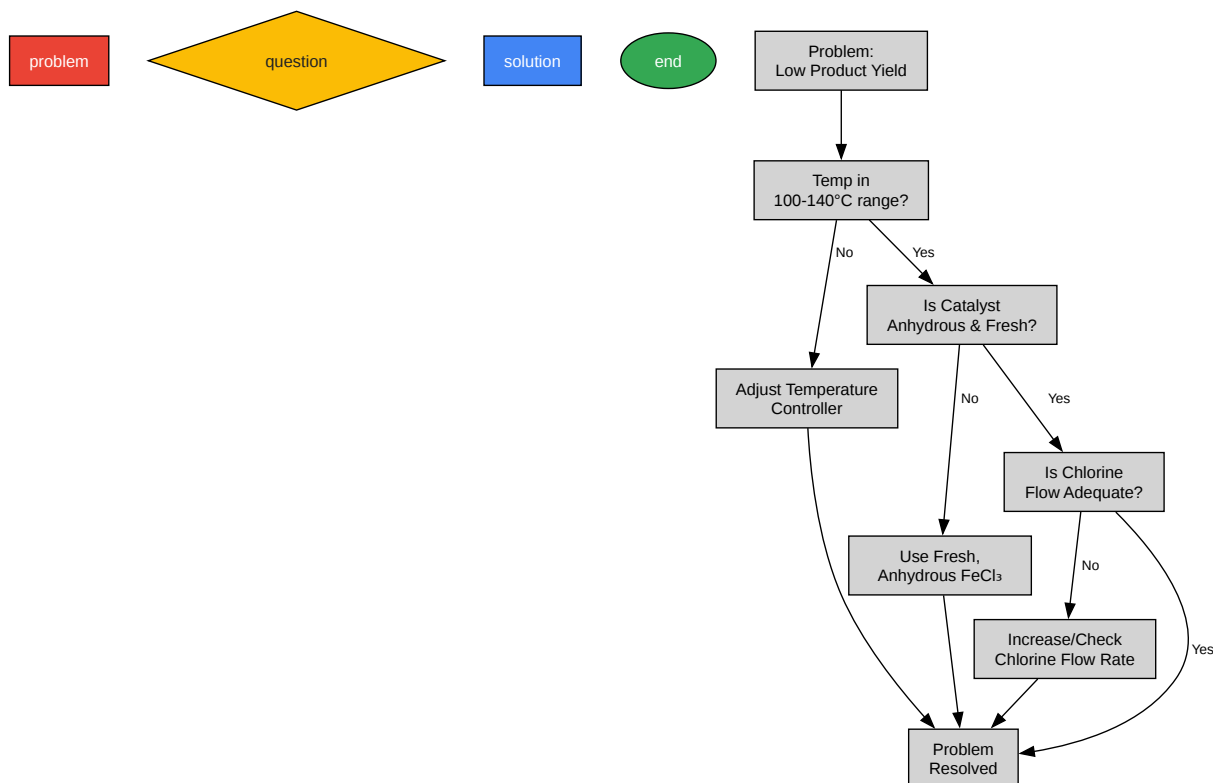 problem
question
solution
end
Problem:
Low Product Yield
Temp in
100-140°C range?
No
Yes
Is Catalyst
Anhydrous & Fresh?
Adjust Temperature
Controller
No
Yes
Is Chlorine
Flow Adequate?
Use Fresh,
Anhydrous FeCl₃
No
Increase/Check
Chlorine Flow Rate
Yes
Problem
Resolved